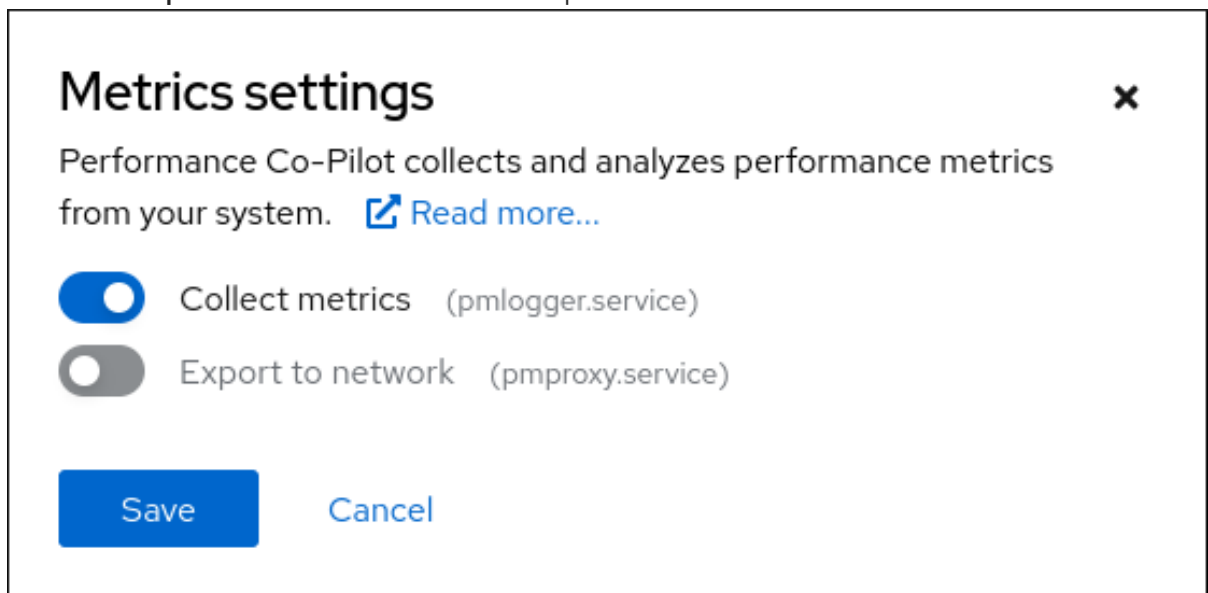 Metrics settings
Performance Co-Pilot collects and analyzes performance metrics
from your system. Read more...
Collect metrics (pmlogger.service)
Export to network (pmproxy.service)
Save Cancel